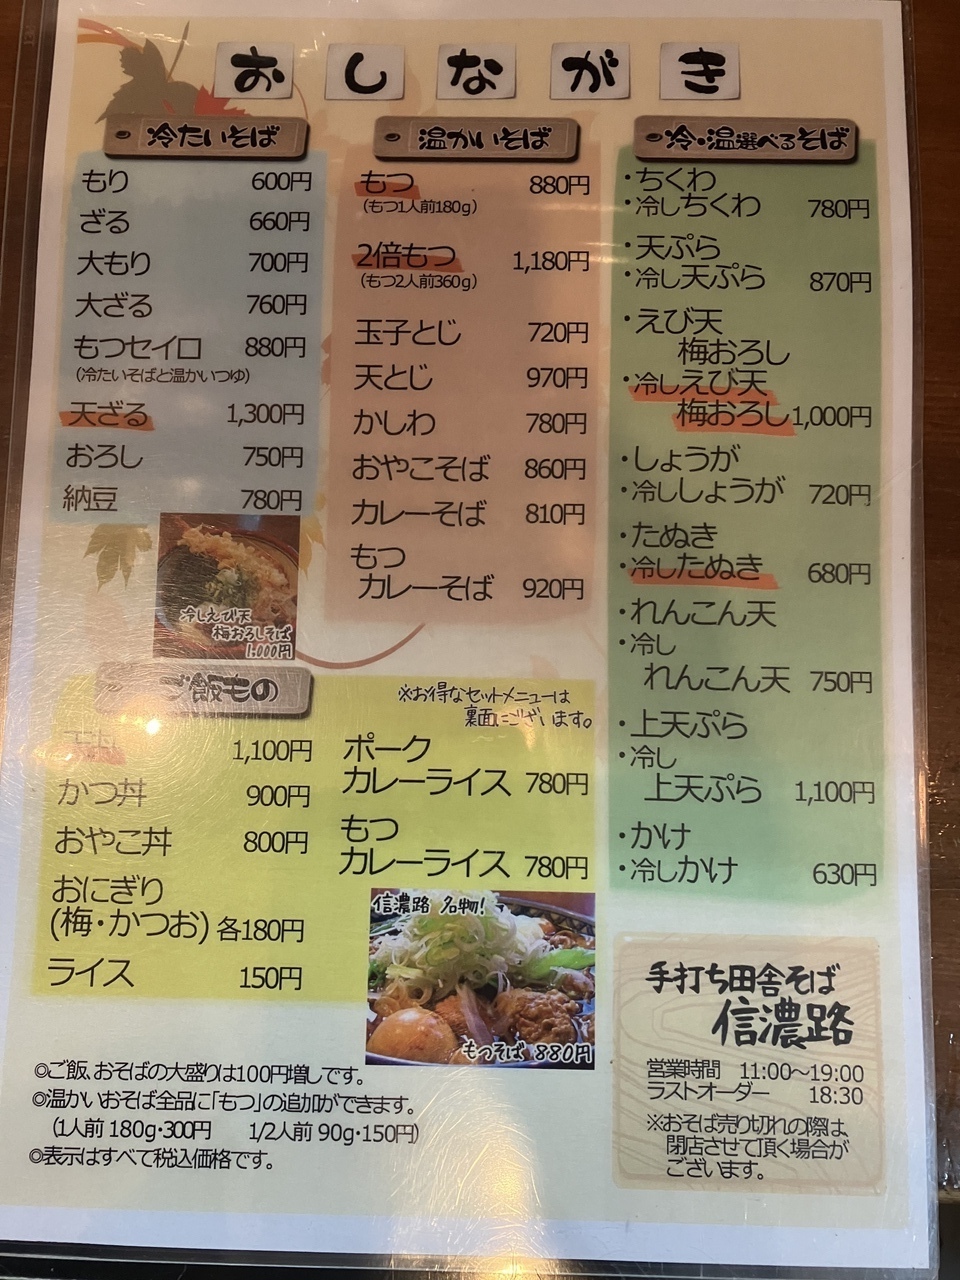 おしながき
冷たいそば
もり 600円
ざる 660円
大もり 700円
大ざる 760円
もつセイロ 880円
(冷たいそばと温かいつゆ)
天ざる 1,300円
おろし 750円
納豆 780円
冷しえび天
梅おろしそば
1,000円
温かいそば
もつ 880円
(もつ1人前180g)
2倍もつ 1,180円
(もつ2人前360g)
玉子とじ 720円
天とじ 970円
かしわ 780円
おやこそば 860円
カレーそば 810円
もつ
カレーそば 920円
冷・温選べるそば
・ちくわ
・冷しちくわ 780円
・天ぷら
・冷し天ぷら 870円
・えび天
梅おろし
・冷しえび天
梅おろし 1,000円
・しょうが
・冷ししょうが 720円
・たぬき
・冷したぬき 680円
・れんこん天
・冷し
れんこん天 750円
・上天ぷら
・冷し
上天ぷら 1,100円
・かけ
・冷しかけ 630円
ご飯もの
天丼 1,100円
かつ丼 900円
おやこ丼 800円
おにぎり
(梅・かつお) 各180円
ライス 150円
※お得なセットメニューは
裏面にございます。
ポーク
カレーライス 780円
もつ
カレーライス 780円
信濃路 名物!
もつそば 880円
◎ご飯、おそばの大盛りは100円増しです。
◎温かいおそば全品に「もつ」の追加ができます。
(1人前 180g・300円 1/2人前 90g・150円)
◎表示はすべて税込価格です。
手打ち田舎そば
信濃路
営業時間 11:00〜19:00
ラストオーダー 18:30
※おそば売り切れの際は
閉店させて頂く場合が
ございます。